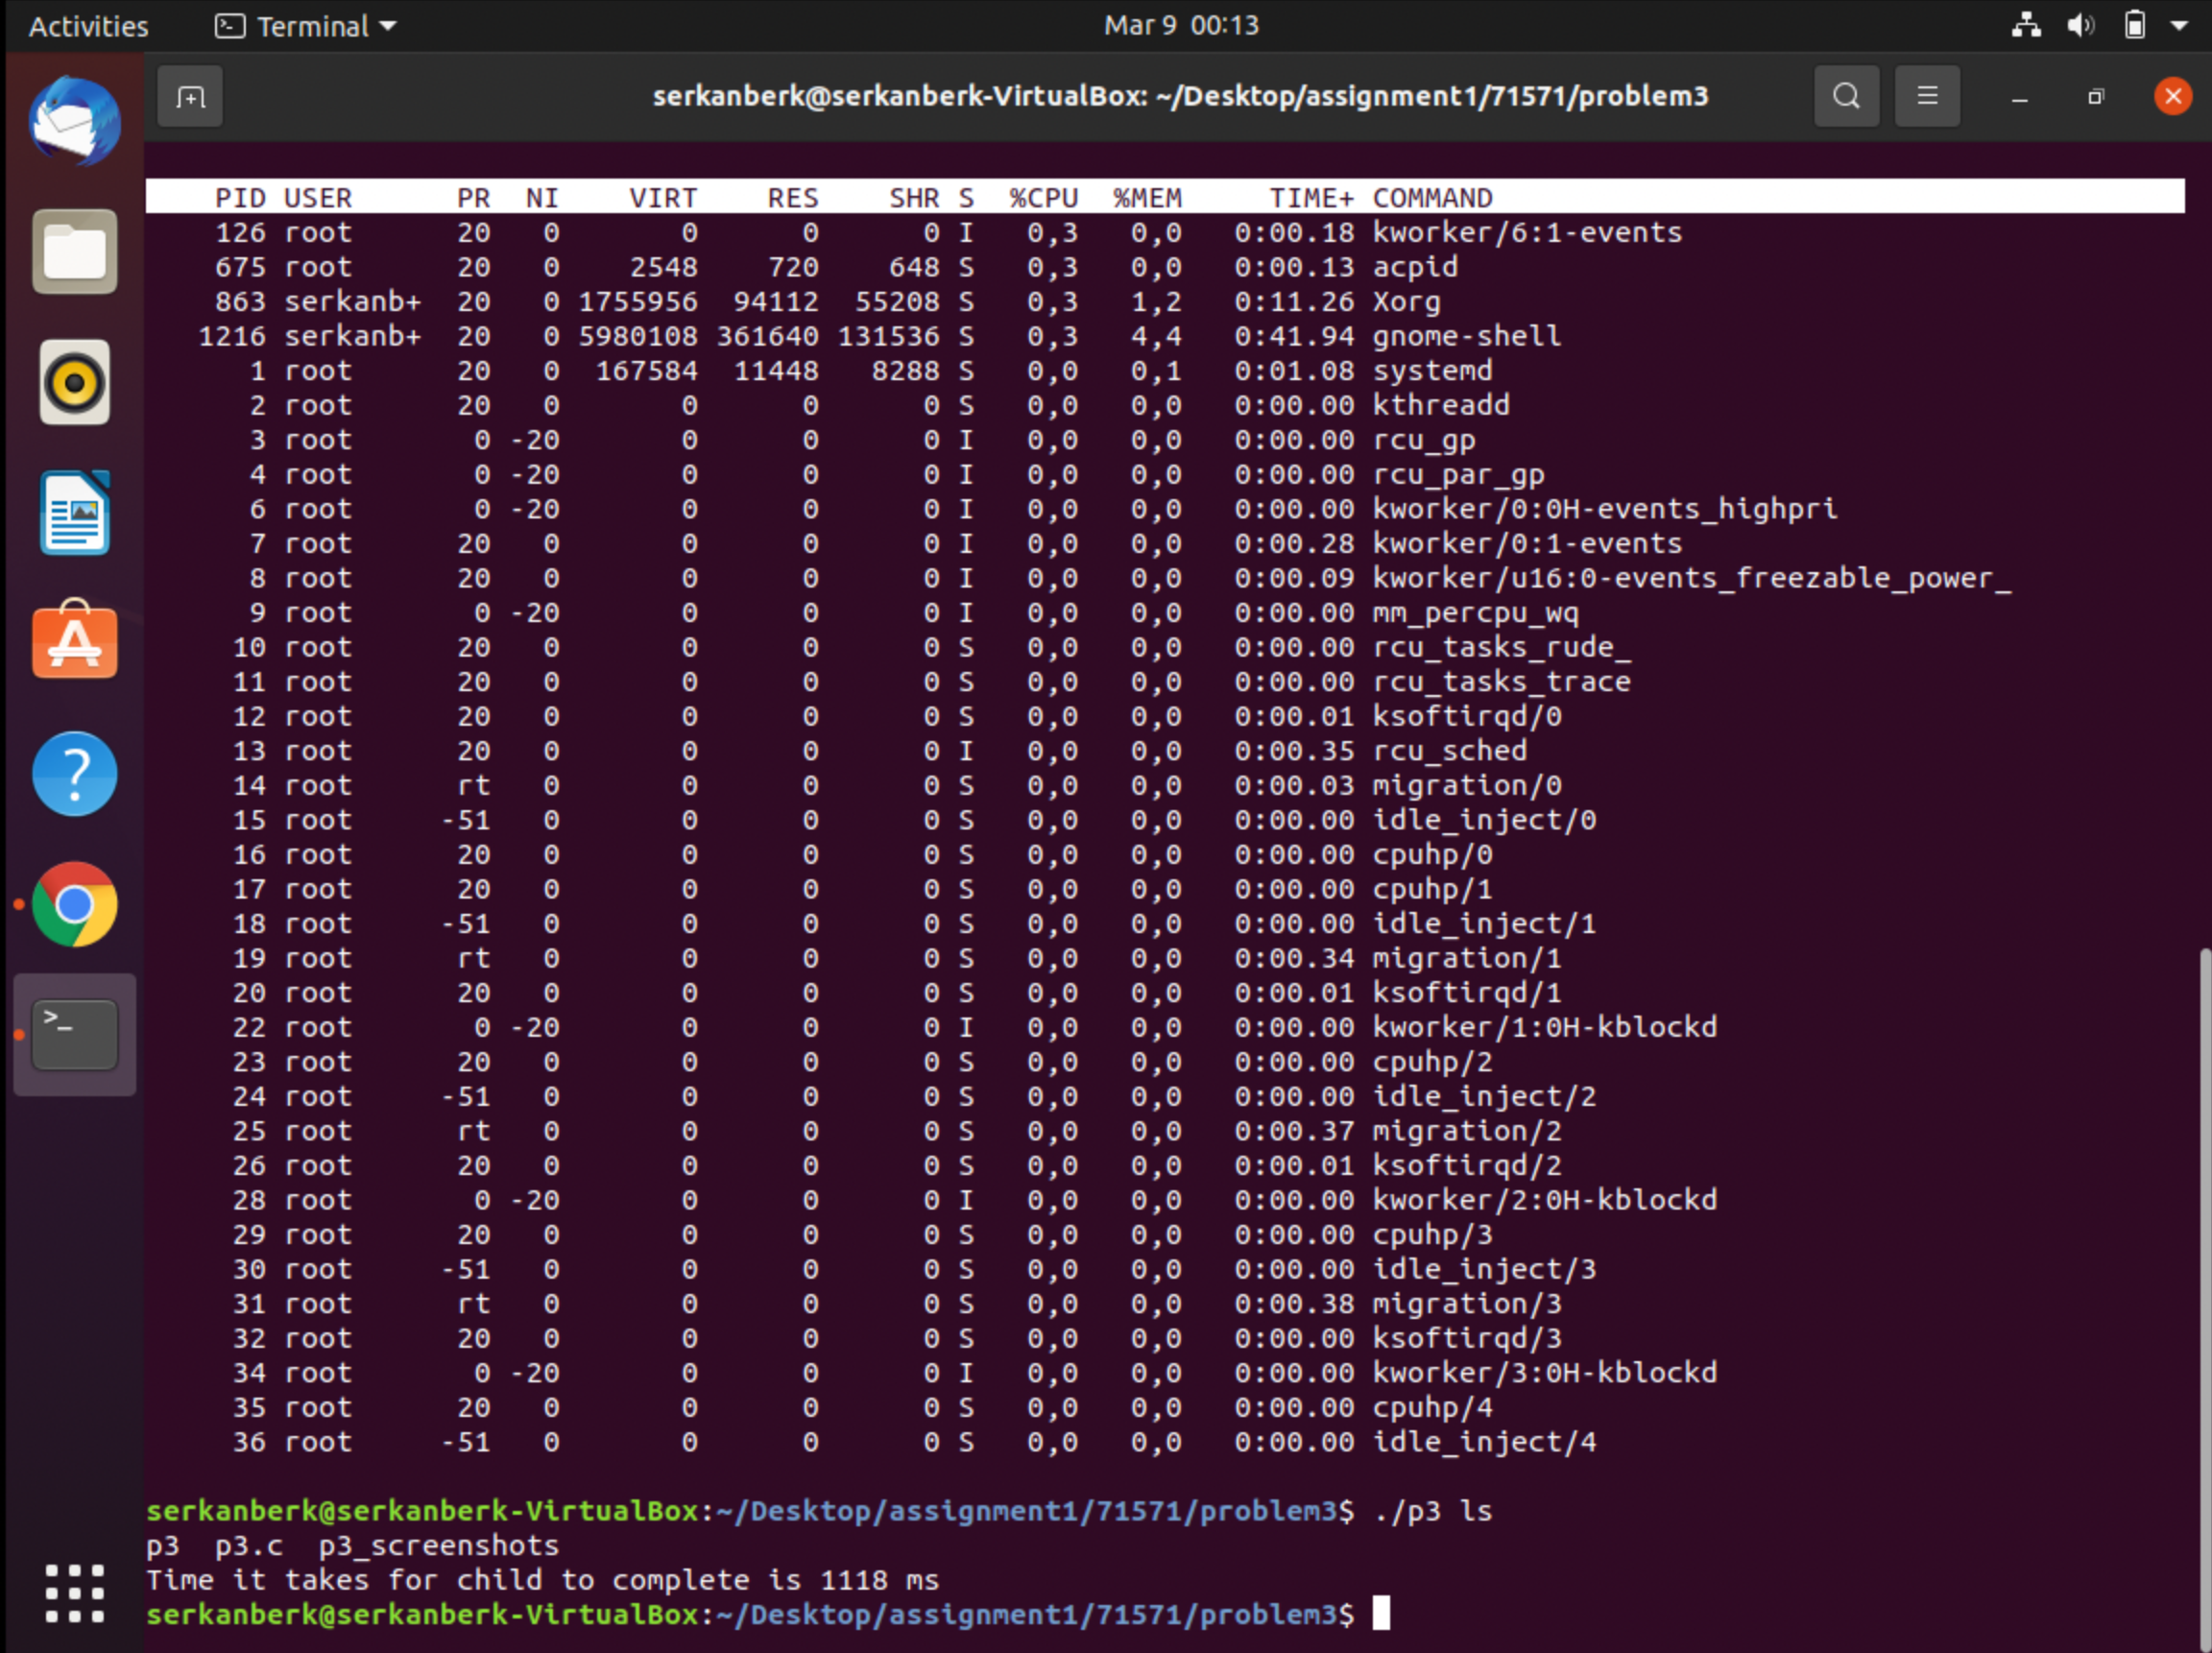 Activities Terminal Mar 9 00:13
serkanberk@serkanberk-VirtualBox: ~/Desktop/assignment1/71571/problem3
PID USER PR NI VIRT RES SHR S %CPU %MEM TIME+ COMMAND
126 root 20 0 0 0 0 I 0,3 0,0 0:00.18 kworker/6:1-events
675 root 20 0 2548 720 648 S 0,3 0,0 0:00.13 acpid
863 serkanb+ 20 0 1755956 94112 55208 S 0,3 1,2 0:11.26 Xorg
1216 serkanb+ 20 0 5980108 361640 131536 S 0,3 4,4 0:41.94 gnome-shell
1 root 20 0 167584 11448 8288 S 0,0 0,1 0:01.08 systemd
2 root 20 0 0 0 0 S 0,0 0,0 0:00.00 kthreadd
3 root 0 -20 0 0 0 I 0,0 0,0 0:00.00 rcu_gp
4 root 0 -20 0 0 0 I 0,0 0,0 0:00.00 rcu_par_gp
6 root 0 -20 0 0 0 I 0,0 0,0 0:00.00 kworker/0:0H-events_highpri
7 root 20 0 0 0 0 I 0,0 0,0 0:00.28 kworker/0:1-events
8 root 20 0 0 0 0 I 0,0 0,0 0:00.09 kworker/u16:0-events_freezable_power_
9 root 0 -20 0 0 0 I 0,0 0,0 0:00.00 mm_percpu_wq
10 root 20 0 0 0 0 S 0,0 0,0 0:00.00 rcu_tasks_rude_
11 root 20 0 0 0 0 S 0,0 0,0 0:00.00 rcu_tasks_trace
12 root 20 0 0 0 0 S 0,0 0,0 0:00.01 ksoftirqd/0
13 root 20 0 0 0 0 I 0,0 0,0 0:00.35 rcu_sched
14 root rt 0 0 0 0 S 0,0 0,0 0:00.03 migration/0
15 root -51 0 0 0 0 S 0,0 0,0 0:00.00 idle_inject/0
16 root 20 0 0 0 0 S 0,0 0,0 0:00.00 cpuhp/0
17 root 20 0 0 0 0 S 0,0 0,0 0:00.00 cpuhp/1
18 root -51 0 0 0 0 S 0,0 0,0 0:00.00 idle_inject/1
19 root rt 0 0 0 0 S 0,0 0,0 0:00.34 migration/1
20 root 20 0 0 0 0 S 0,0 0,0 0:00.01 ksoftirqd/1
22 root 0 -20 0 0 0 I 0,0 0,0 0:00.00 kworker/1:0H-kblockd
23 root 20 0 0 0 0 S 0,0 0,0 0:00.00 cpuhp/2
24 root -51 0 0 0 0 S 0,0 0,0 0:00.00 idle_inject/2
25 root rt 0 0 0 0 S 0,0 0,0 0:00.37 migration/2
26 root 20 0 0 0 0 S 0,0 0,0 0:00.01 ksoftirqd/2
28 root 0 -20 0 0 0 I 0,0 0,0 0:00.00 kworker/2:0H-kblockd
29 root 20 0 0 0 0 S 0,0 0,0 0:00.00 cpuhp/3
30 root -51 0 0 0 0 S 0,0 0,0 0:00.00 idle_inject/3
31 root rt 0 0 0 0 S 0,0 0,0 0:00.38 migration/3
32 root 20 0 0 0 0 S 0,0 0,0 0:00.00 ksoftirqd/3
34 root 0 -20 0 0 0 I 0,0 0,0 0:00.00 kworker/3:0H-kblockd
35 root 20 0 0 0 0 S 0,0 0,0 0:00.00 cpuhp/4
36 root -51 0 0 0 0 S 0,0 0,0 0:00.00 idle_inject/4
serkanberk@serkanberk-VirtualBox:~/Desktop/assignment1/71571/problem3$ ./p3 ls
p3 p3.c p3_screenshots
Time it takes for child to complete is 1118 ms
serkanberk@serkanberk-VirtualBox:~/Desktop/assignment1/71571/problem3$